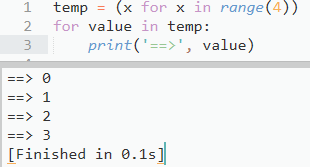 1 temp = (x for x in range(4))
2 for value in temp:
3     print('==>', value)
==> 0
==> 1
==> 2
==> 3
[Finished in 0.1s]